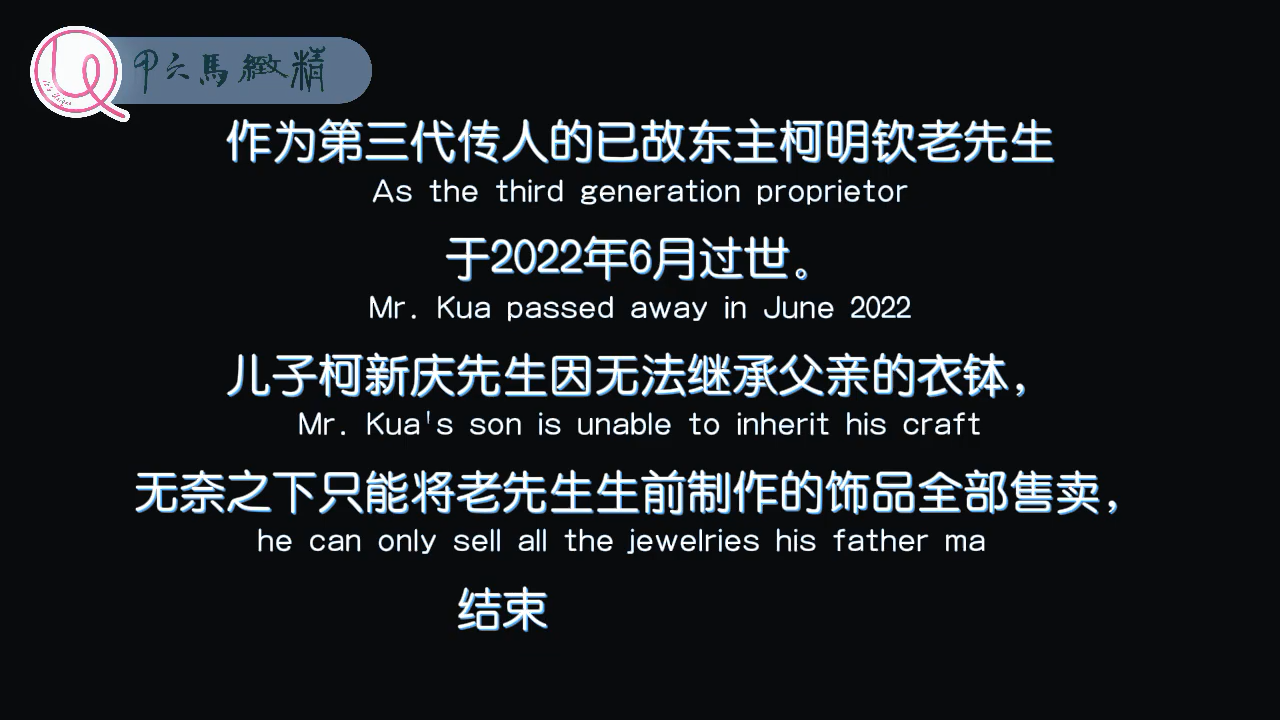 甲六馬緻精
作为第三代传人的已故东主柯明钦老先生
As the third generation proprietor
于2022年6月过世。
Mr. Kua passed away in June 2022
儿子柯新庆先生因无法继承父亲的衣钵，
Mr. Kua's son is unable to inherit his craft
无奈之下只能将老先生生前制作的饰品全部售卖，
he can only sell all the jewelries his father ma
结束